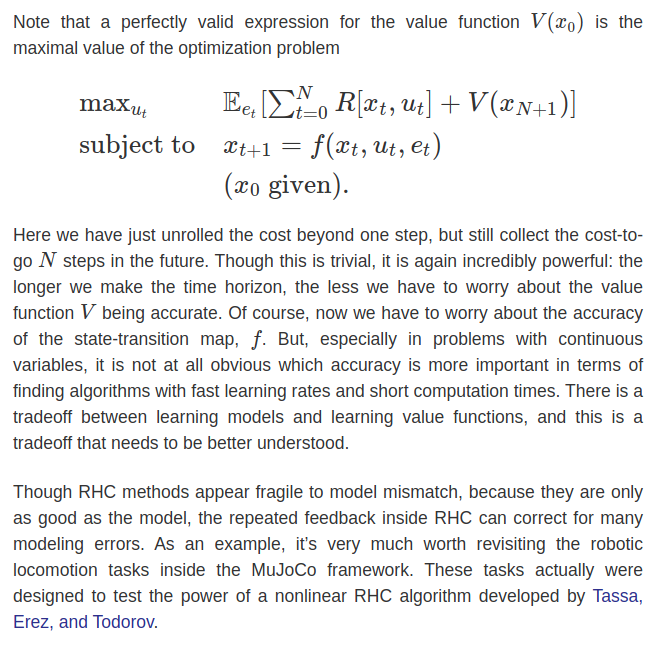 Note that a perfectly valid expression for the value function V(x₀) is the
maximal value of the optimization problem
max_{u_t} 𝔼_{e_t}[∑_{t=0}^{N} R[x_t, u_t] + V(x_{N+1})]
subject to x_{t+1} = f(x_t, u_t, e_t)
(x₀ given).
Here we have just unrolled the cost beyond one step, but still collect the cost-to-
go N steps in the future. Though this is trivial, it is again incredibly powerful: the
longer we make the time horizon, the less we have to worry about the value
function V being accurate. Of course, now we have to worry about the accuracy
of the state-transition map, f. But, especially in problems with continuous
variables, it is not at all obvious which accuracy is more important in terms of
finding algorithms with fast learning rates and short computation times. There is a
tradeoff between learning models and learning value functions, and this is a
tradeoff that needs to be better understood.
Though RHC methods appear fragile to model mismatch, because they are only
as good as the model, the repeated feedback inside RHC can correct for many
modeling errors. As an example, it's very much worth revisiting the robotic
locomotion tasks inside the MuJoCo framework. These tasks actually were
designed to test the power of a nonlinear RHC algorithm developed by Tassa,
Erez, and Todorov.